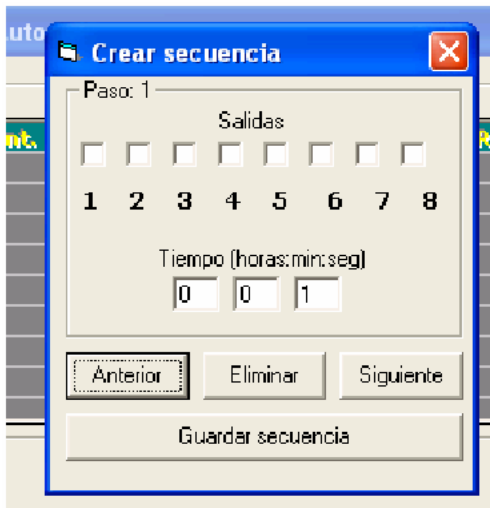 Crear secuencia
Paso: 1
Salidas
1 2 3 4 5 6 7 8
Tiempo (horas:min:seg)
0 0 1
Anterior Eliminar Siguiente
Guardar secuencia